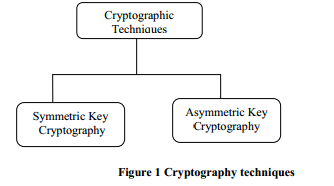 Cryptographic
Techniques
Symmetric Key
Cryptography
Asymmetric Key
Cryptography
Figure 1 Cryptography techniques